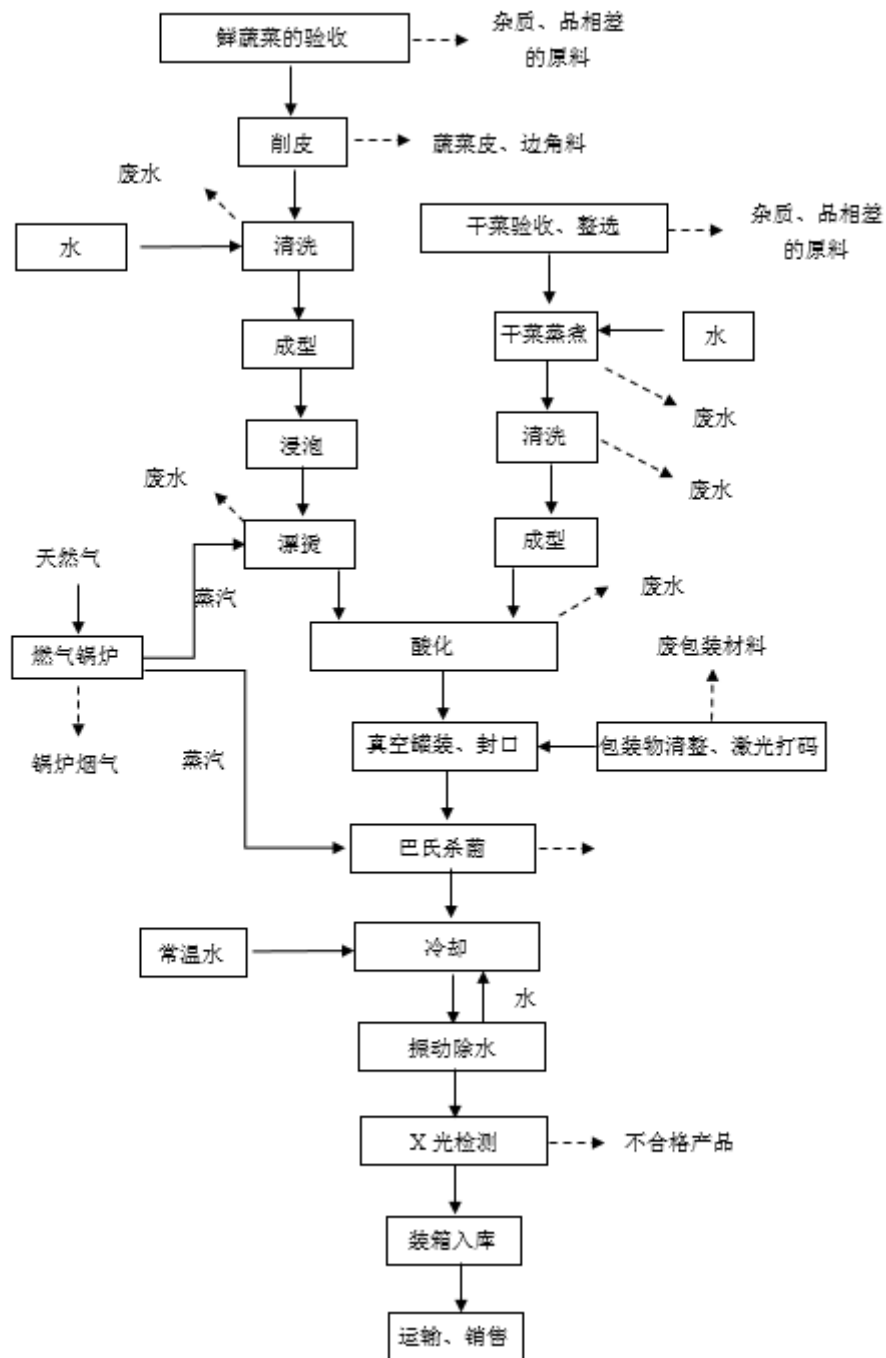 鲜蔬菜的验收
杂质、品相差
的原料
削皮
蔬菜皮、边角料
废水
水
清洗
干菜验收、整选
杂质、品相差
的原料
成型
干菜蒸煮
水
废水
浸泡
清洗
废水
废水
漂烫
成型
天然气
蒸汽
废水
燃气锅炉
酸化
废包装材料
锅炉烟气
蒸汽
真空罐装、封口
包装物清整、激光打码
巴氏杀菌
常温水
冷却
水
振动除水
X光检测
不合格产品
装箱入库
运输、销售